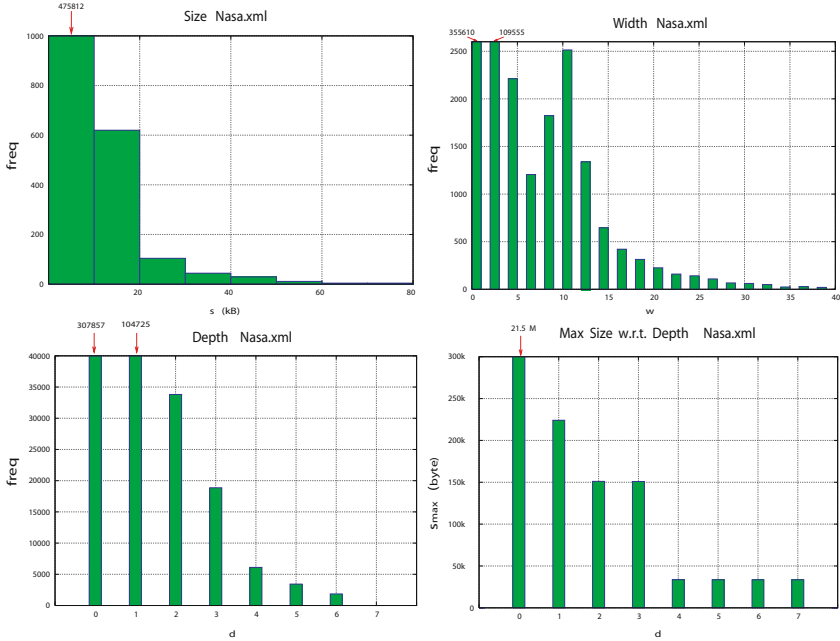 475812
Size Nasa.xml
1000
800
600
400
200
0
freq
20
40
60
80
s (kB)
355610
109555
Width Nasa.xml
2500
2000
1500
1000
500
0
freq
0
5
10
15
20
25
30
35
40
w
307857
104725
Depth Nasa.xml
40000
35000
30000
25000
20000
15000
10000
5000
0
freq
0
1
2
3
4
5
6
7
d
21.5 M
Max Size w.r.t. Depth Nasa.xml
300k
250k
200k
150k
100k
50k
0
smax (byte)
0
1
2
3
4
5
6
7
d